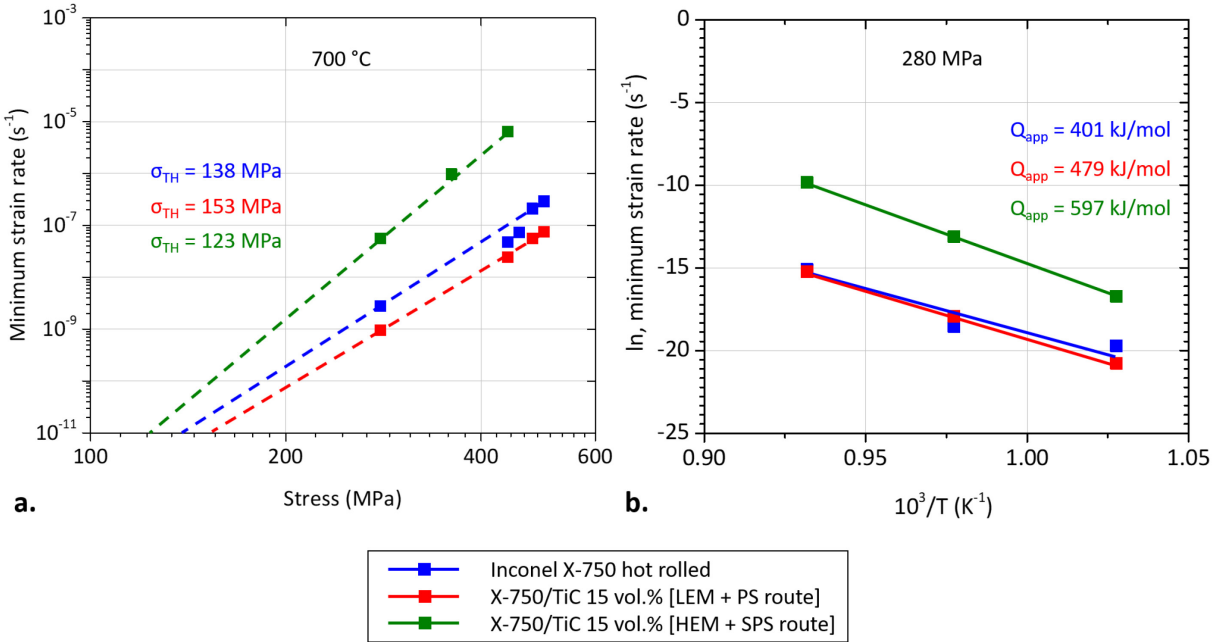 10⁻³
10⁻⁵
10⁻⁷
10⁻⁹
10⁻¹¹
Minimum strain rate (s⁻¹)
700 °C
σTH = 138 MPa
σTH = 153 MPa
σTH = 123 MPa
100
200
400
600
Stress (MPa)
a.
-10
-5
-10
-15
-20
-25
ln, minimum strain rate (s⁻¹)
280 MPa
Qapp = 401 kJ/mol
Qapp = 479 kJ/mol
Qapp = 597 kJ/mol
0.90
0.95
1.00
1.05
10³/T (K⁻¹)
b.
Inconel X-750 hot rolled
X-750/TiC 15 vol.% [LEM + PS route]
X-750/TiC 15 vol.% [HEM + SPS route]